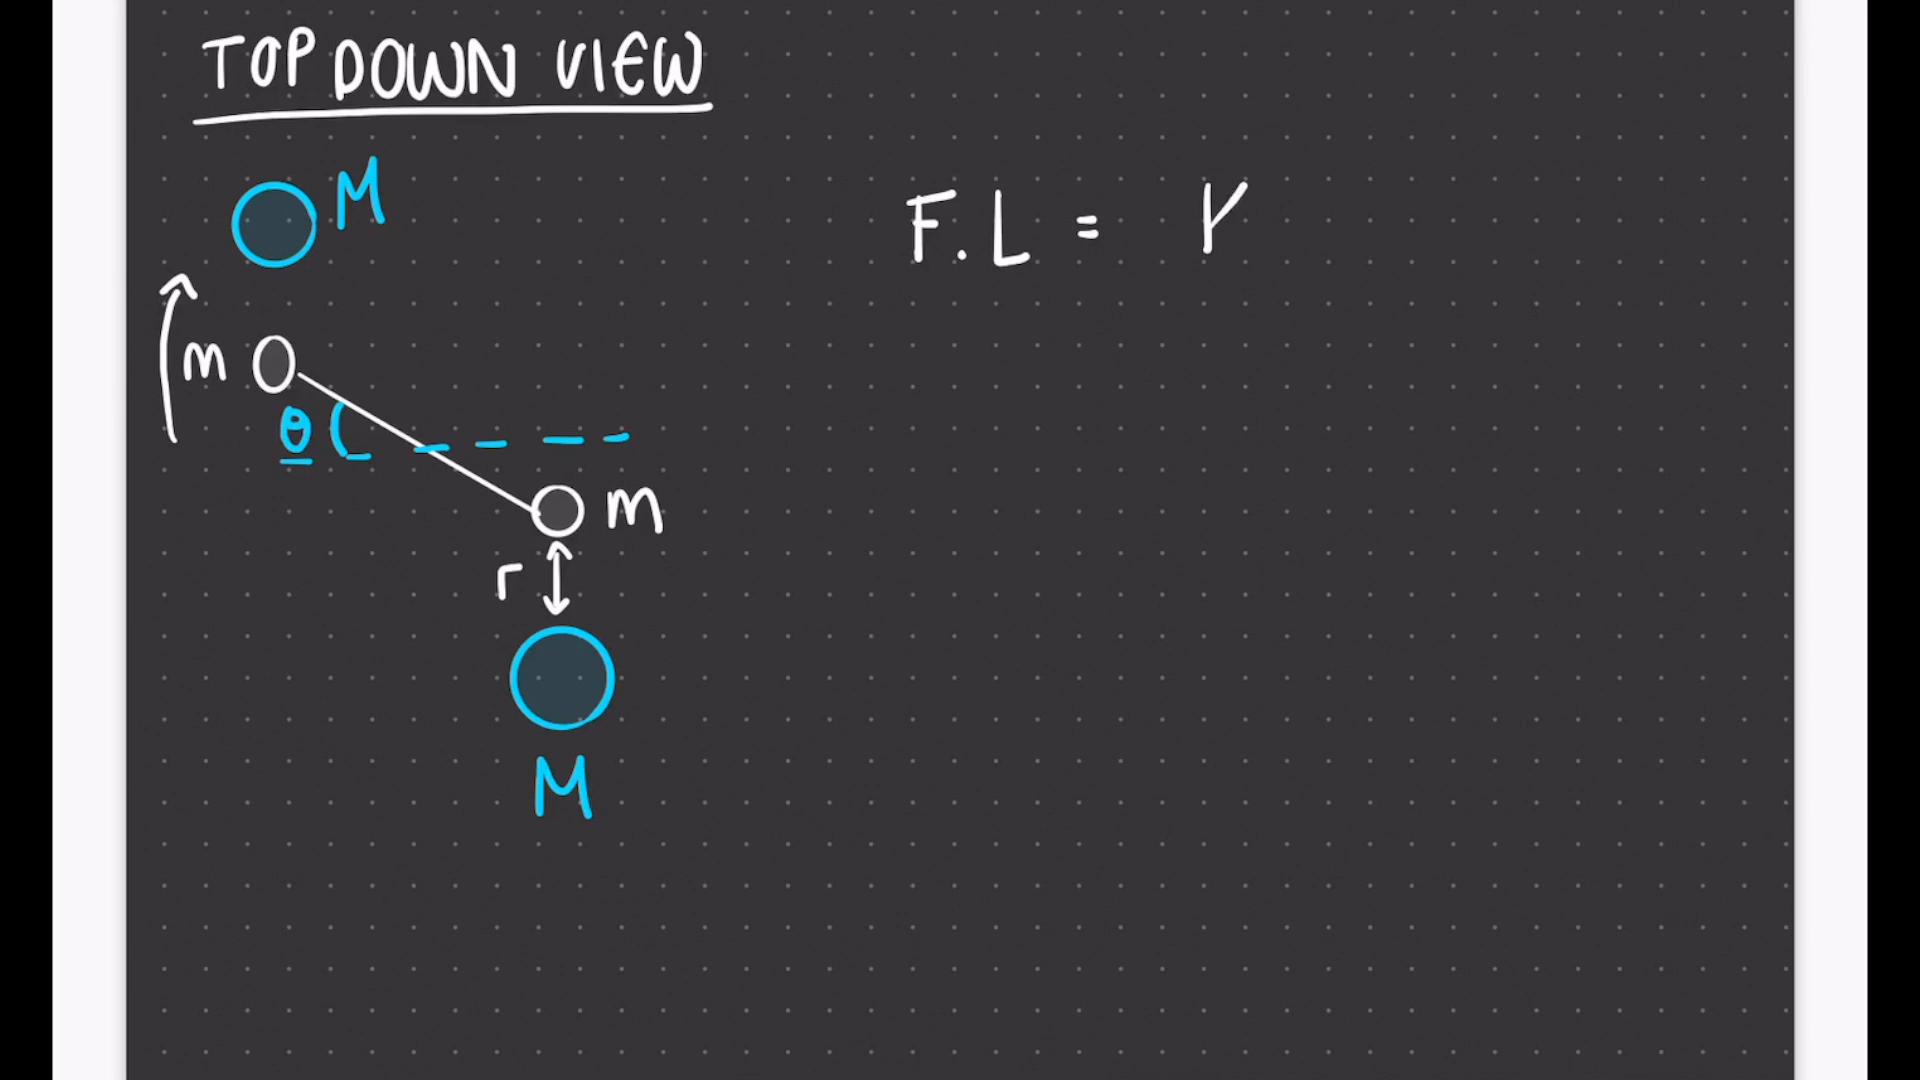 TOP DOWN VIEW
M
m
θ
m
r
M
F.L =